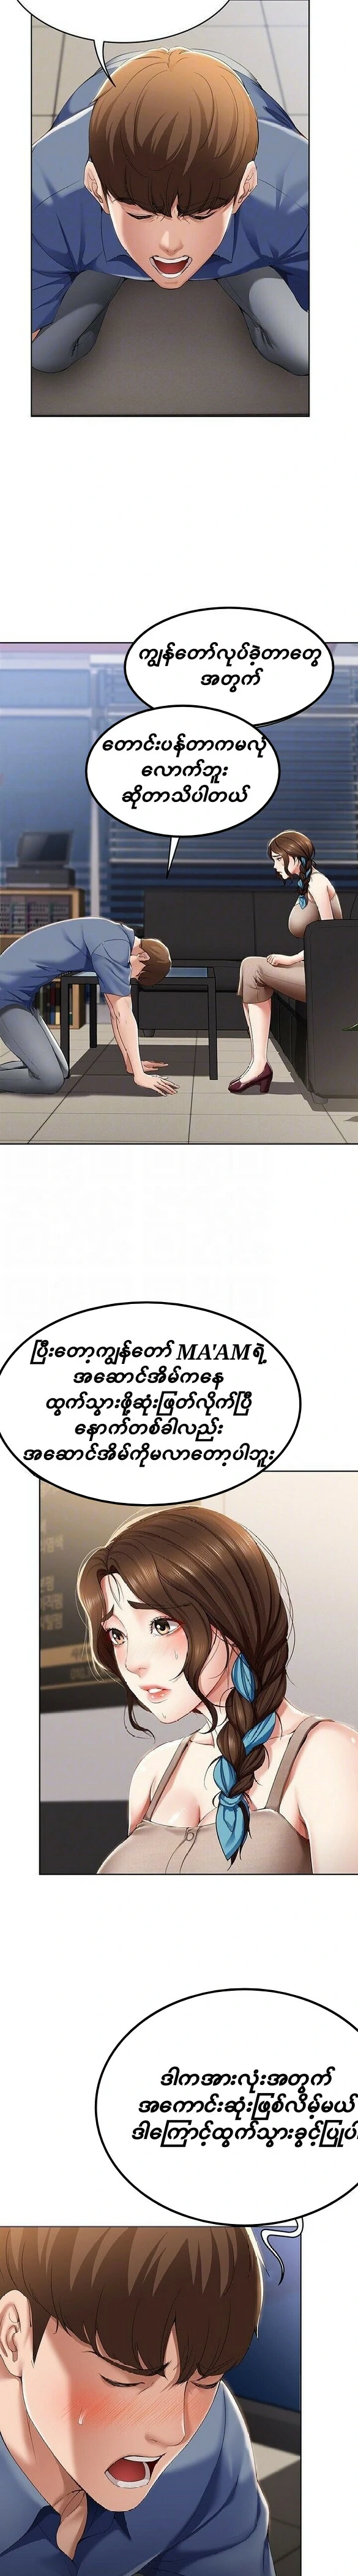 ကျွန်တော်လုပ်ခဲ့တာတွေ
အတွက်
တောင်းပန်တာကမလုံ
လောက်ဘူး
ဆိုတာသိပါတယ်
ပြီးတော့ကျွန်တော် MA'AMရဲ့
အဆောင်အိမ်ကနေ
ထွက်သွားဖို့ဆုံးဖြတ်လိုက်ပြီ
နောက်တစ်ခါလည်း
အဆောင်အိမ်ကိုမလာတော့ပါဘူး
ဒါကအားလုံးအတွက်
အကောင်းဆုံးဖြစ်လိမ့်မယ်
ဒါကြောင့်ထွက်သွားခွင့်ပြုပါ